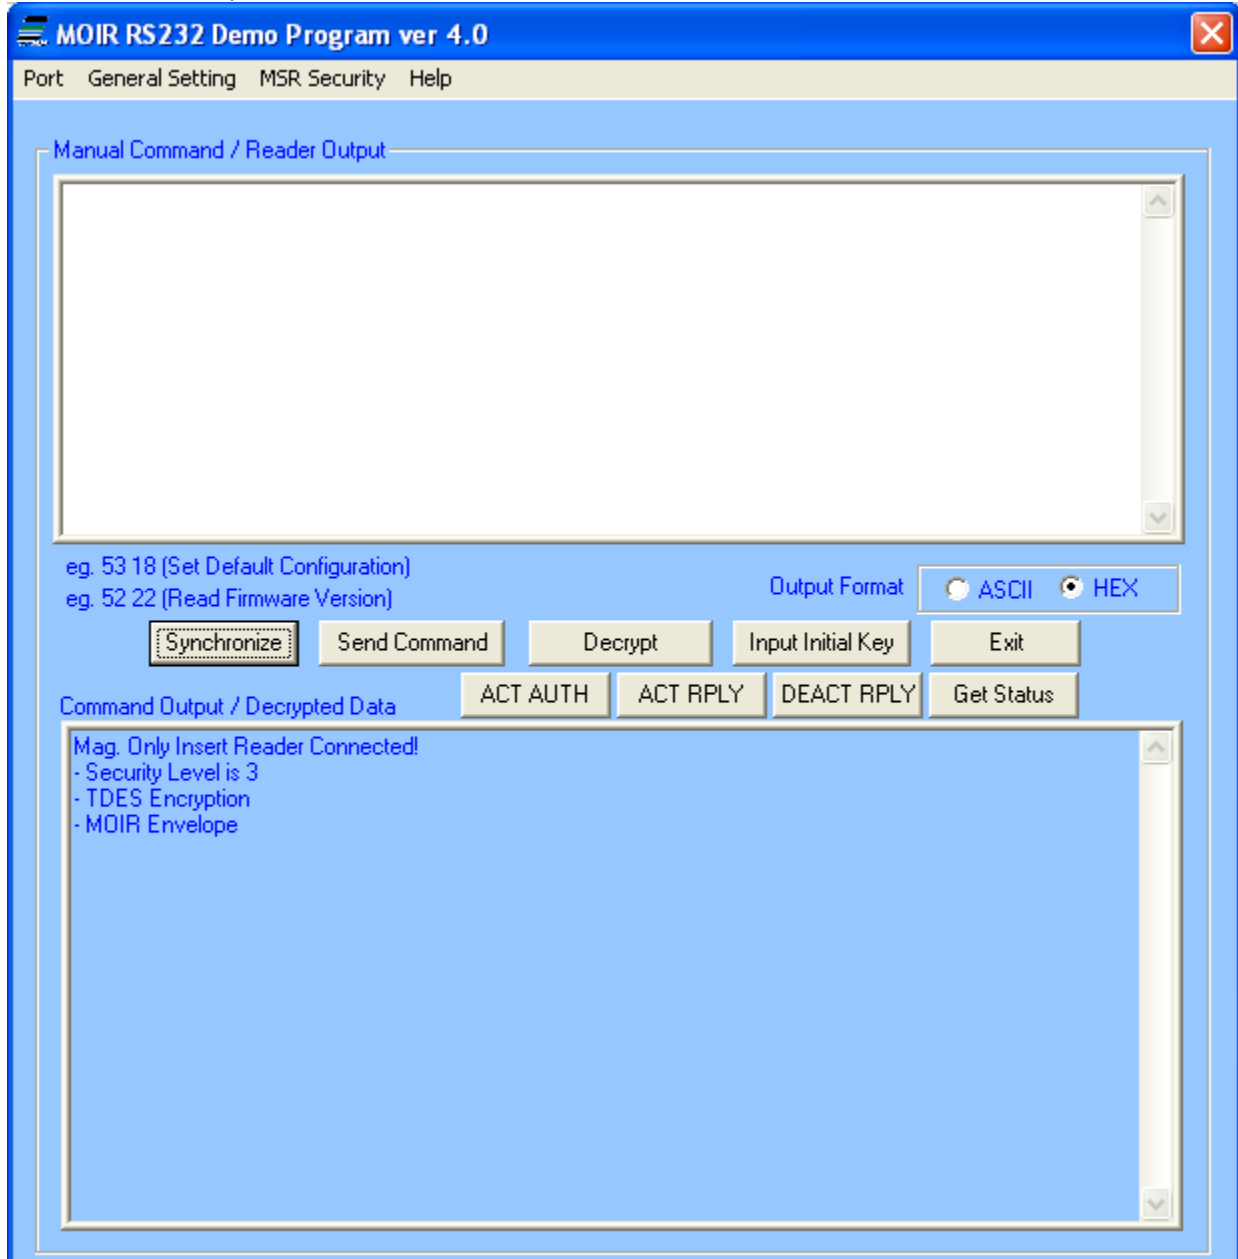 MOIR RS232 Demo Program ver 4.0
Port General Setting MSR Security Help
Manual Command / Reader Output
eg. 53 18 (Set Default Configuration)
eg. 52 22 (Read Firmware Version)
Output Format ASCII HEX
Synchronize Send Command Decrypt Input Initial Key Exit
ACT AUTH ACT RPLY DEACT RPLY Get Status
Command Output / Decrypted Data
Mag. Only Insert Reader Connected!
- Security Level is 3
- TDES Encryption
- MOIR Envelope